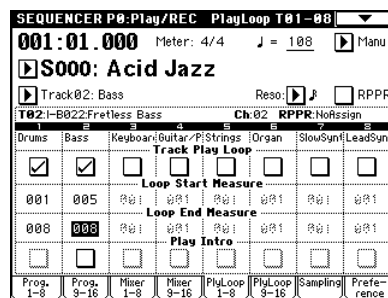 SEQUENCER P0:Play/REC PlayLoop T01-08
001:01.000 Meter: 4/4 ♩ = 108 Manu
S000: Acid Jazz
Track02: Bass Reso: ♪ RPPR
T02:I-B022:Fretless Bass Ch:02 RPPR:NoAssign
1 2 3 4 5 6 7 8
Drums Bass Keyboar Guitar/P Strings Organ SlowSynt LeadSyn
Track Play Loop
Loop Start Measure
001 005 001 001 001 001 001 001
Loop End Measure
008 008 001 001 001 001 001 001
Play Intro
Prog. 1-8 Prog. 9-16 Mixer 1-8 Mixer 9-16 PlyLoop 1-8 PlyLoop 9-16 Sampling Prefe-rence